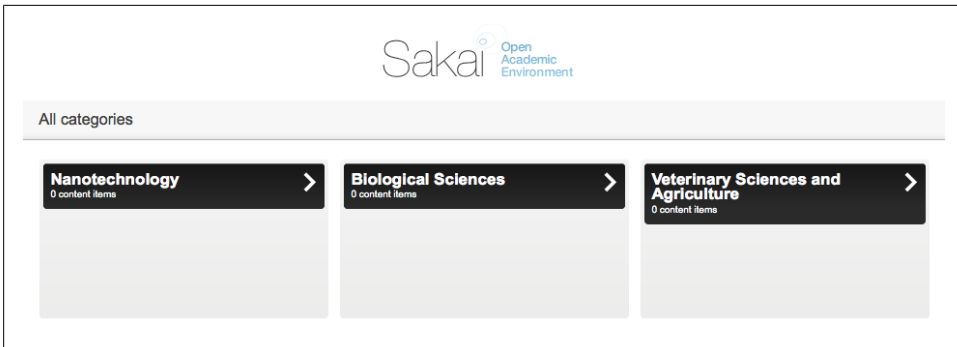 Sakai
Open
Academic
Environment
All categories
Nanotechnology
0 content items
Biological Sciences
0 content items
Veterinary Sciences and
Agriculture
0 content items